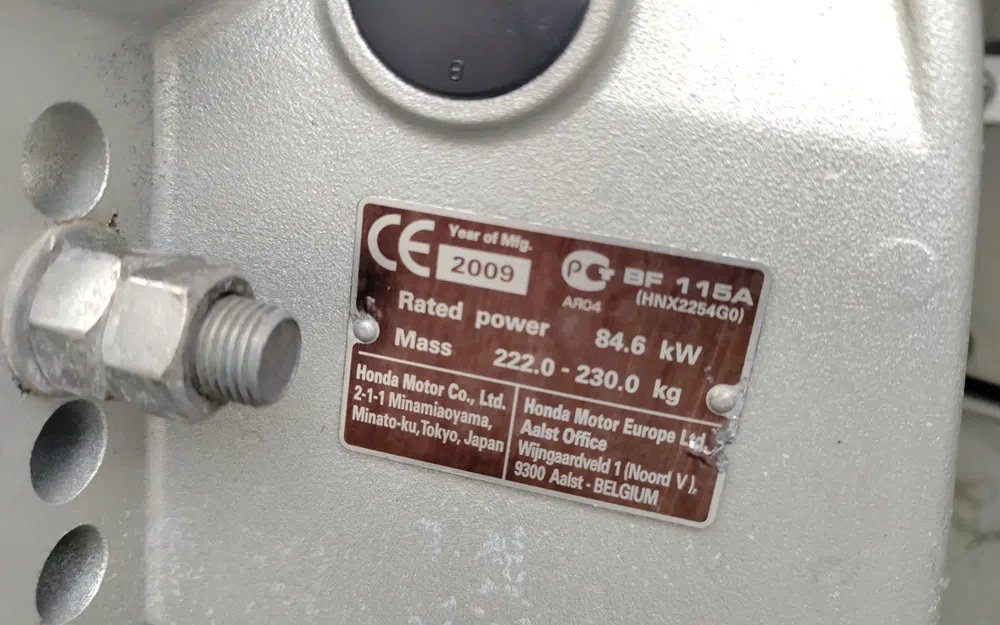 8
CE
Year of Mfg.
2009
BF 115A
(HNX2254G0)
AR04
Rated power 84.6 kW
Mass 222.0 - 230.0 kg
Honda Motor Co., Ltd.
2-1-1 Minamiaoyama,
Minato-ku, Tokyo, Japan
Honda Motor Europe Ltd.
Aalst Office
Wijngaardveld 1 (Noord V),
9300 Aalst - BELGIUM